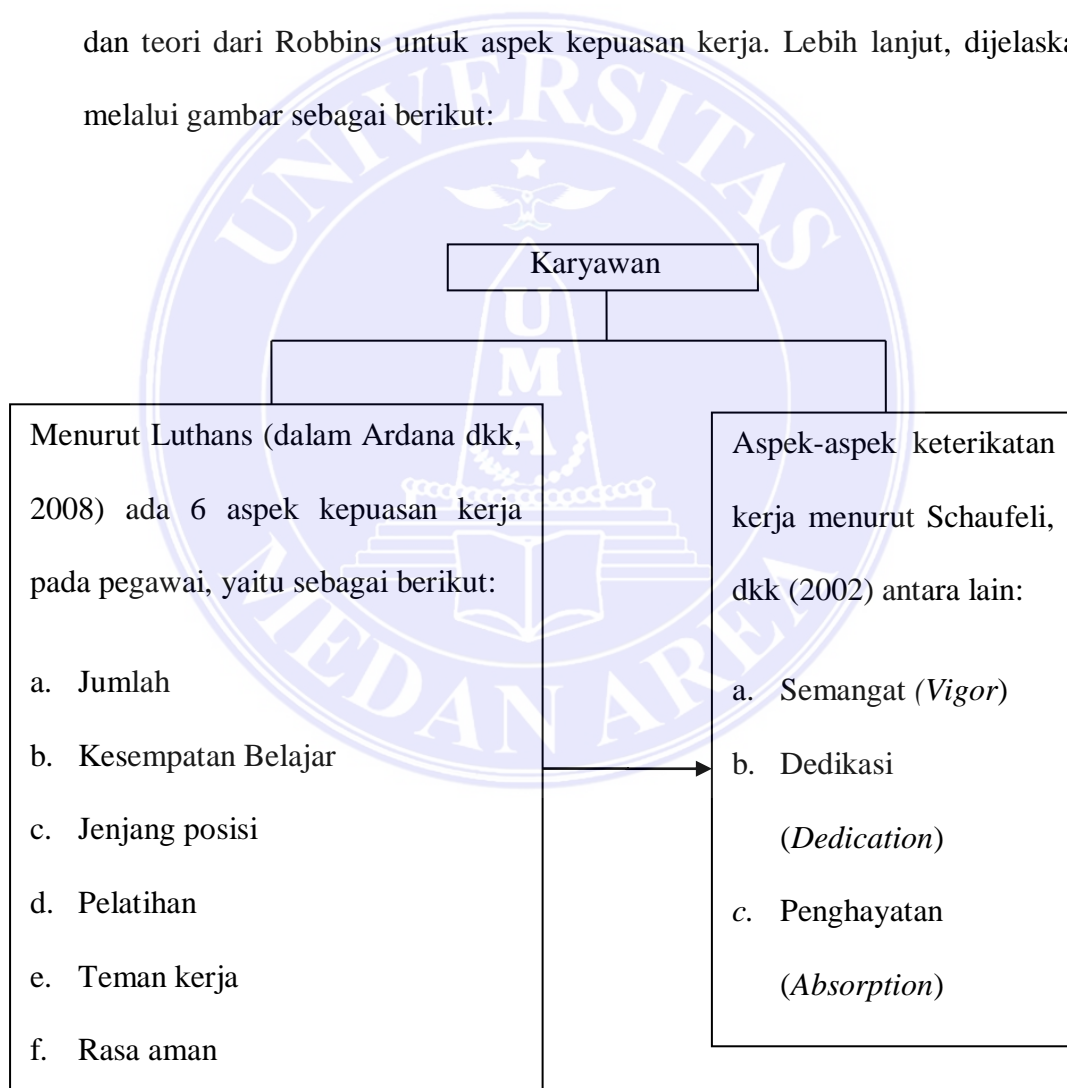 dan teori dari Robbins untuk aspek kepuasan kerja. Lebih lanjut, dijelaska
melalui gambar sebagai berikut:
UNIVERSITAS
UMA
MEDAN AREA
Karyawan
Menurut Luthans (dalam Ardana dkk,
2008) ada 6 aspek kepuasan kerja
pada pegawai, yaitu sebagai berikut:
a. Jumlah
b. Kesempatan Belajar
c. Jenjang posisi
d. Pelatihan
e. Teman kerja
f. Rasa aman
Aspek-aspek keterikatan
kerja menurut Schaufeli,
dkk (2002) antara lain:
a. Semangat (Vigor)
b. Dedikasi
(Dedication)
c. Penghayatan
(Absorption)